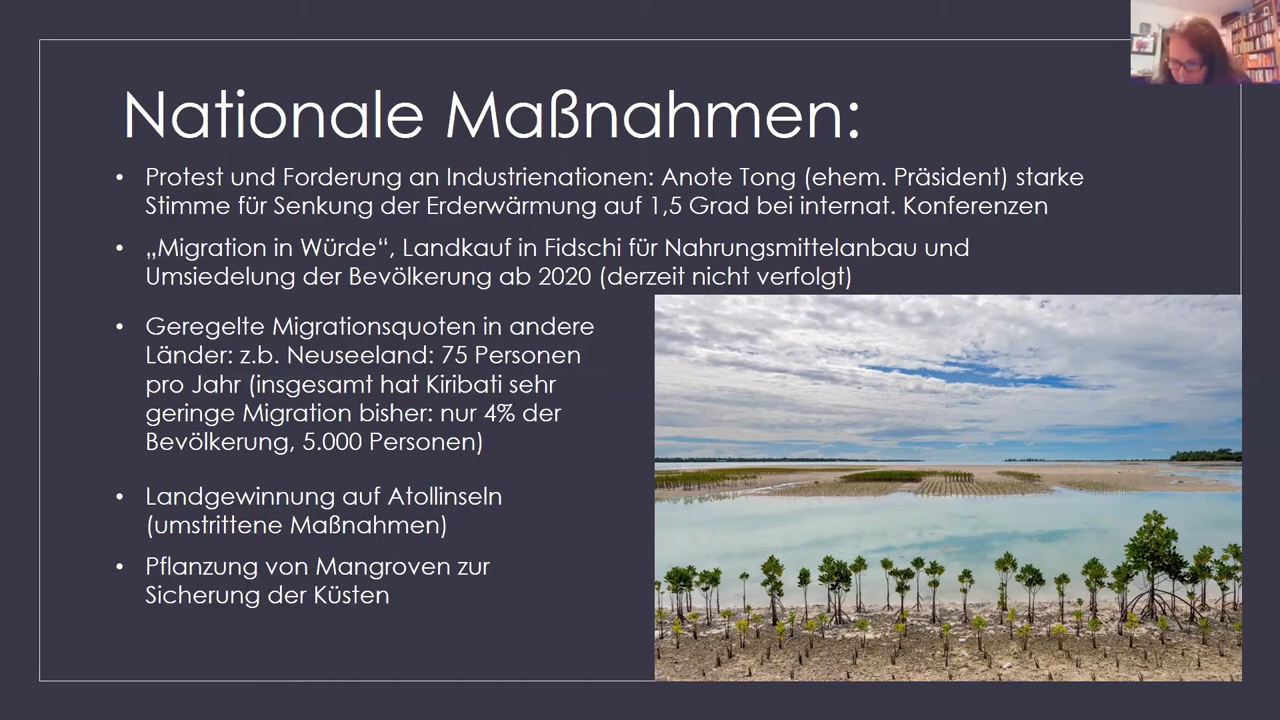 Nationale Maßnahmen:
• Protest und Forderung an Industrienationen: Anote Tong (ehem. Präsident) starke
Stimme für Senkung der Erderwärmung auf 1,5 Grad bei internat. Konferenzen
• „Migration in Würde“, Landkauf in Fidschi für Nahrungsmittelanbau und
Umsiedelung der Bevölkerung ab 2020 (derzeit nicht verfolgt)
• Geregelte Migrationsquoten in andere
Länder: z.b. Neuseeland: 75 Personen
pro Jahr (insgesamt hat Kiribati sehr
geringe Migration bisher: nur 4% der
Bevölkerung, 5.000 Personen)
• Landgewinnung auf Atollinseln
(umstrittene Maßnahmen)
• Pflanzung von Mangroven zur
Sicherung der Küsten